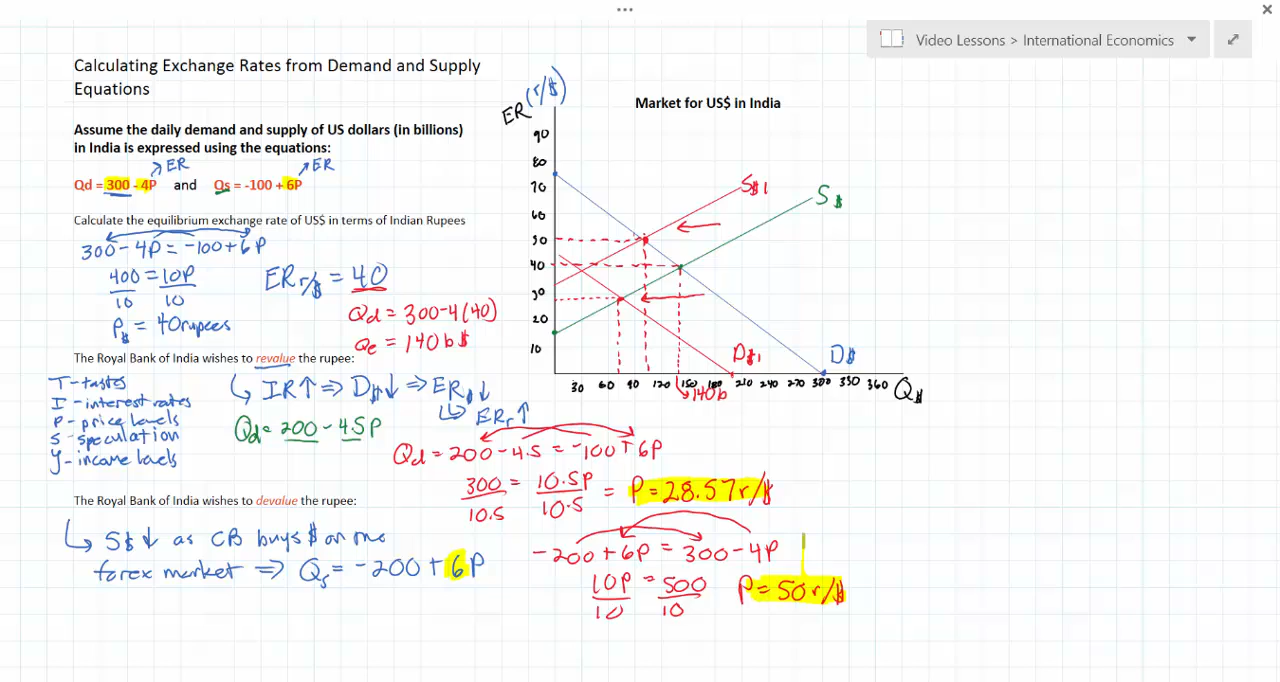 Video Lessons > International Economics
Calculating Exchange Rates from Demand and Supply
Equations
Assume the daily demand and supply of US dollars (in billions)
in India is expressed using the equations:
ER ER
Qd = 300 - 4P and Qs = -100 + 6P
Calculate the equilibrium exchange rate of US$ in terms of Indian Rupees
300 - 4P = -100 + 6P
400 = 10P
10 10
P$ = 40 rupees
ER r/$ = 40
Qd = 300 - 4(40)
Qe = 140 b $
The Royal Bank of India wishes to revalue the rupee:
T - tastes
I - interest rates
P - price levels
S - speculation
Y - income levels
↳ IR↑ ⇒ D$↓ ⇒ ER$↓
↳ ERr↑
Qd = 200 - 4.5P
Qd = 200 - 4.5 = -100 + 6P
300 = 10.5P = P = 28.57 r/$
10.5 10.5
The Royal Bank of India wishes to devalue the rupee:
↳ S$↓ as CB buys $ on the
forex market ⇒ Qs = -200 + 6P
-200 + 6P = 300 - 4P
10P = 500 P = 50 r/$
10 10
Market for US$ in India
ER (r/$)
90
80
70
60
50
40
30
20
10
S$1
S$
D$1
D$
30 60 90 120 150 180 210 240 270 300 330 360 Q$
140b